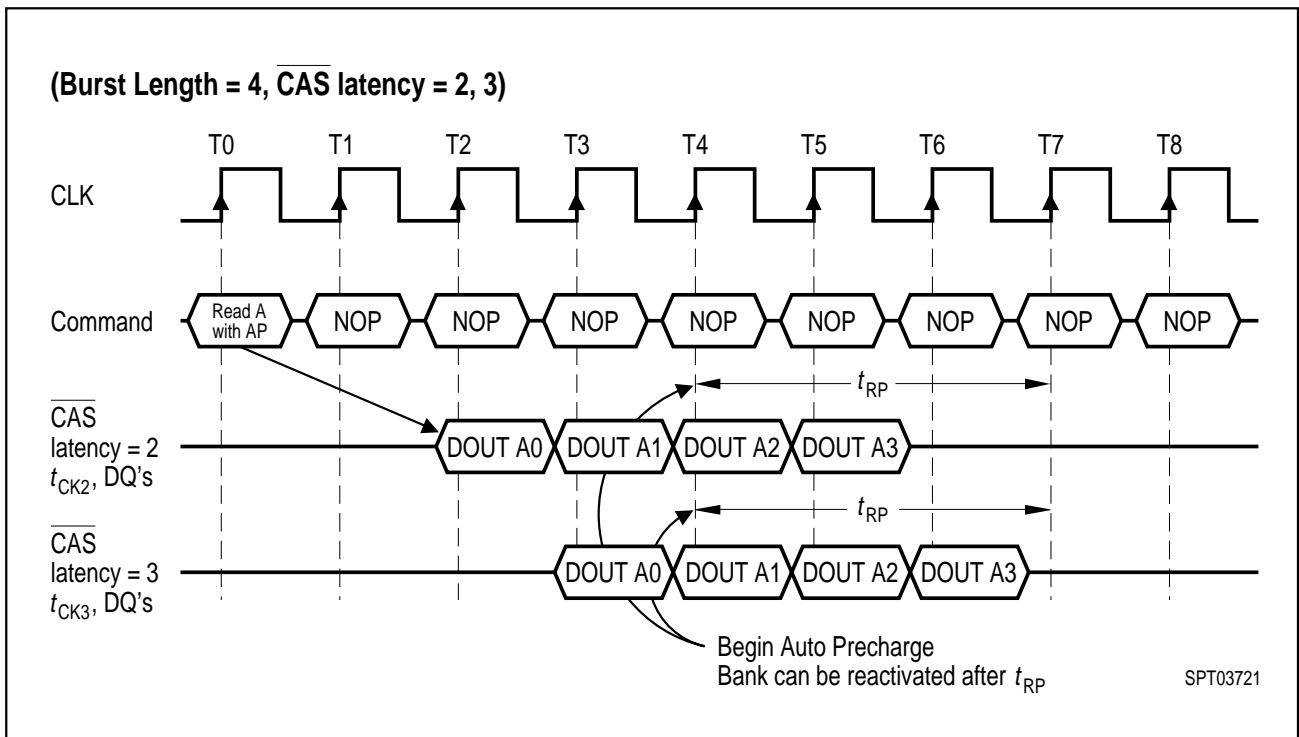 (Burst Length = 4, CAS latency = 2, 3)
T0 T1 T2 T3 T4 T5 T6 T7 T8
CLK
Command
Read A
with AP
NOP NOP NOP NOP NOP NOP NOP NOP
tRP
CAS
latency = 2
tCK2, DQ's
DOUT A0 DOUT A1 DOUT A2 DOUT A3
tRP
CAS
latency = 3
tCK3, DQ's
DOUT A0 DOUT A1 DOUT A2 DOUT A3
Begin Auto Precharge
Bank can be reactivated after tRP
SPT03721